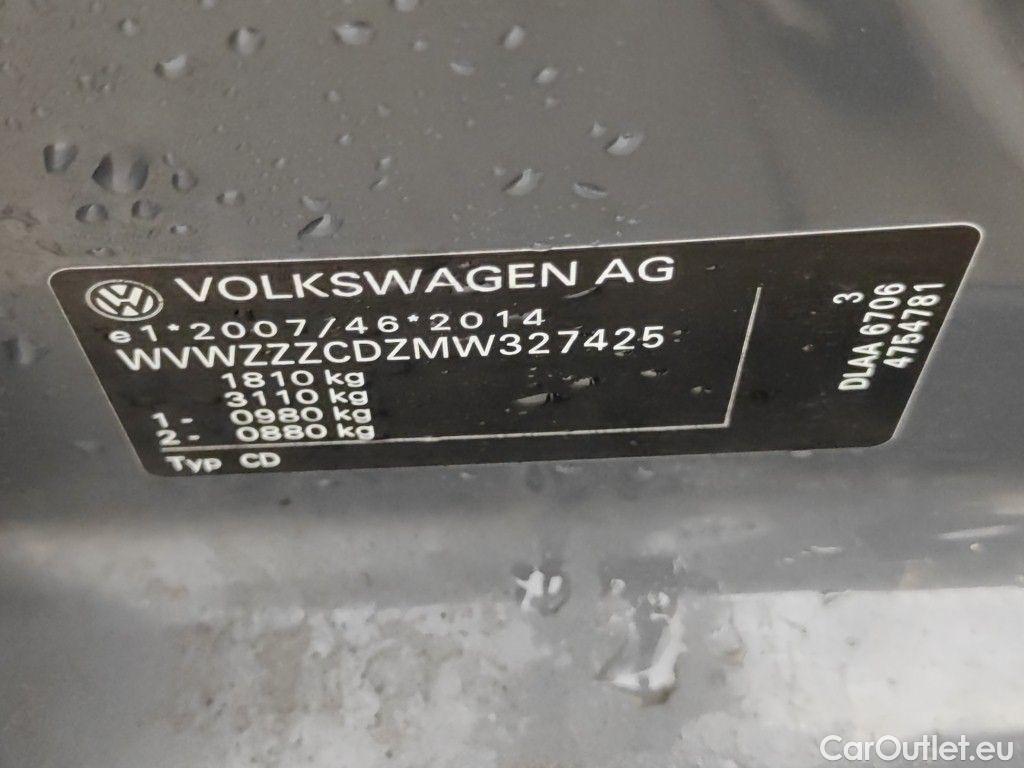 VOLKSWAGEN AG
e1*2007/46*2014
WVWZZZCDZMW327425
1810 kg
3110 kg
1- 0980 kg
2- 0880 kg
Typ CD
3
DLAA 6706
4754781
CarOutlet.eu